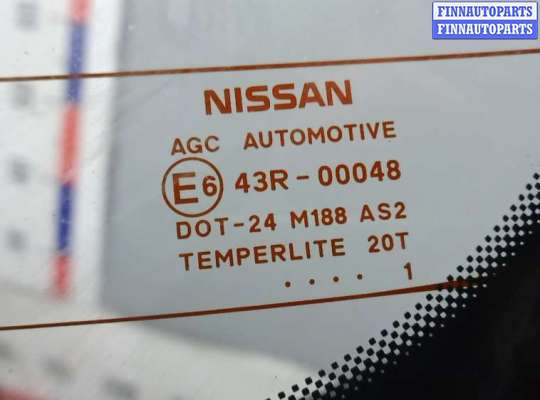 FINNAUTOPARTS
FINNAUTOPARTS
NISSAN
AGC AUTOMOTIVE
E6 43R-00048
DOT-24 M188 AS2
TEMPERLITE 20T
.... 1